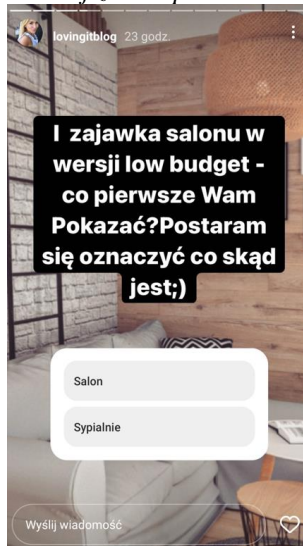 lovingitblog 23 godz.
I zajawka salonu w
wersji low budget -
co pierwsze Wam
Pokazać?Postaram
się oznaczyć co skąd
jest;)
Salon
Sypialnie
Wyślij wiadomość